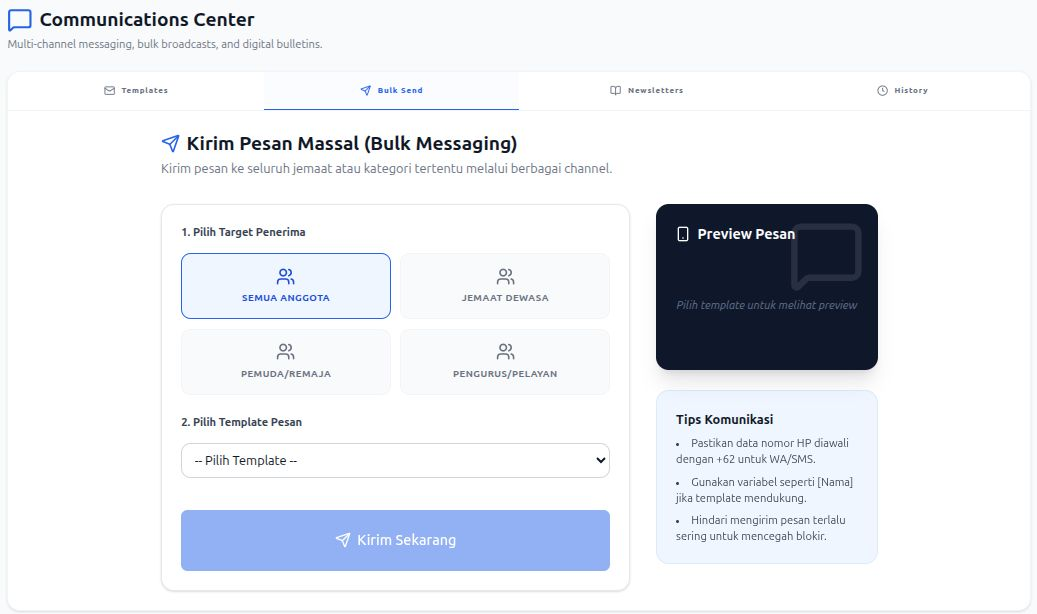 Communications Center
Multi-channel messaging, bulk broadcasts, and digital bulletins.
Templates
Bulk Send
Newsletters
History
Kirim Pesan Massal (Bulk Messaging)
Kirim pesan ke seluruh jemaat atau kategori tertentu melalui berbagai channel.
1. Pilih Target Penerima
SEMUA ANGGOTA
JEMAAT DEWASA
PEMUDA/REMAJA
PENGURUS/PELAYAN
2. Pilih Template Pesan
-- Pilih Template --
Kirim Sekarang
Preview Pesan
Pilih template untuk melihat preview
Tips Komunikasi
• Pastikan data nomor HP diawali
dengan +62 untuk WA/SMS.
• Gunakan variabel seperti [Nama]
jika template mendukung.
• Hindari mengirim pesan terlalu
sering untuk mencegah blokir.